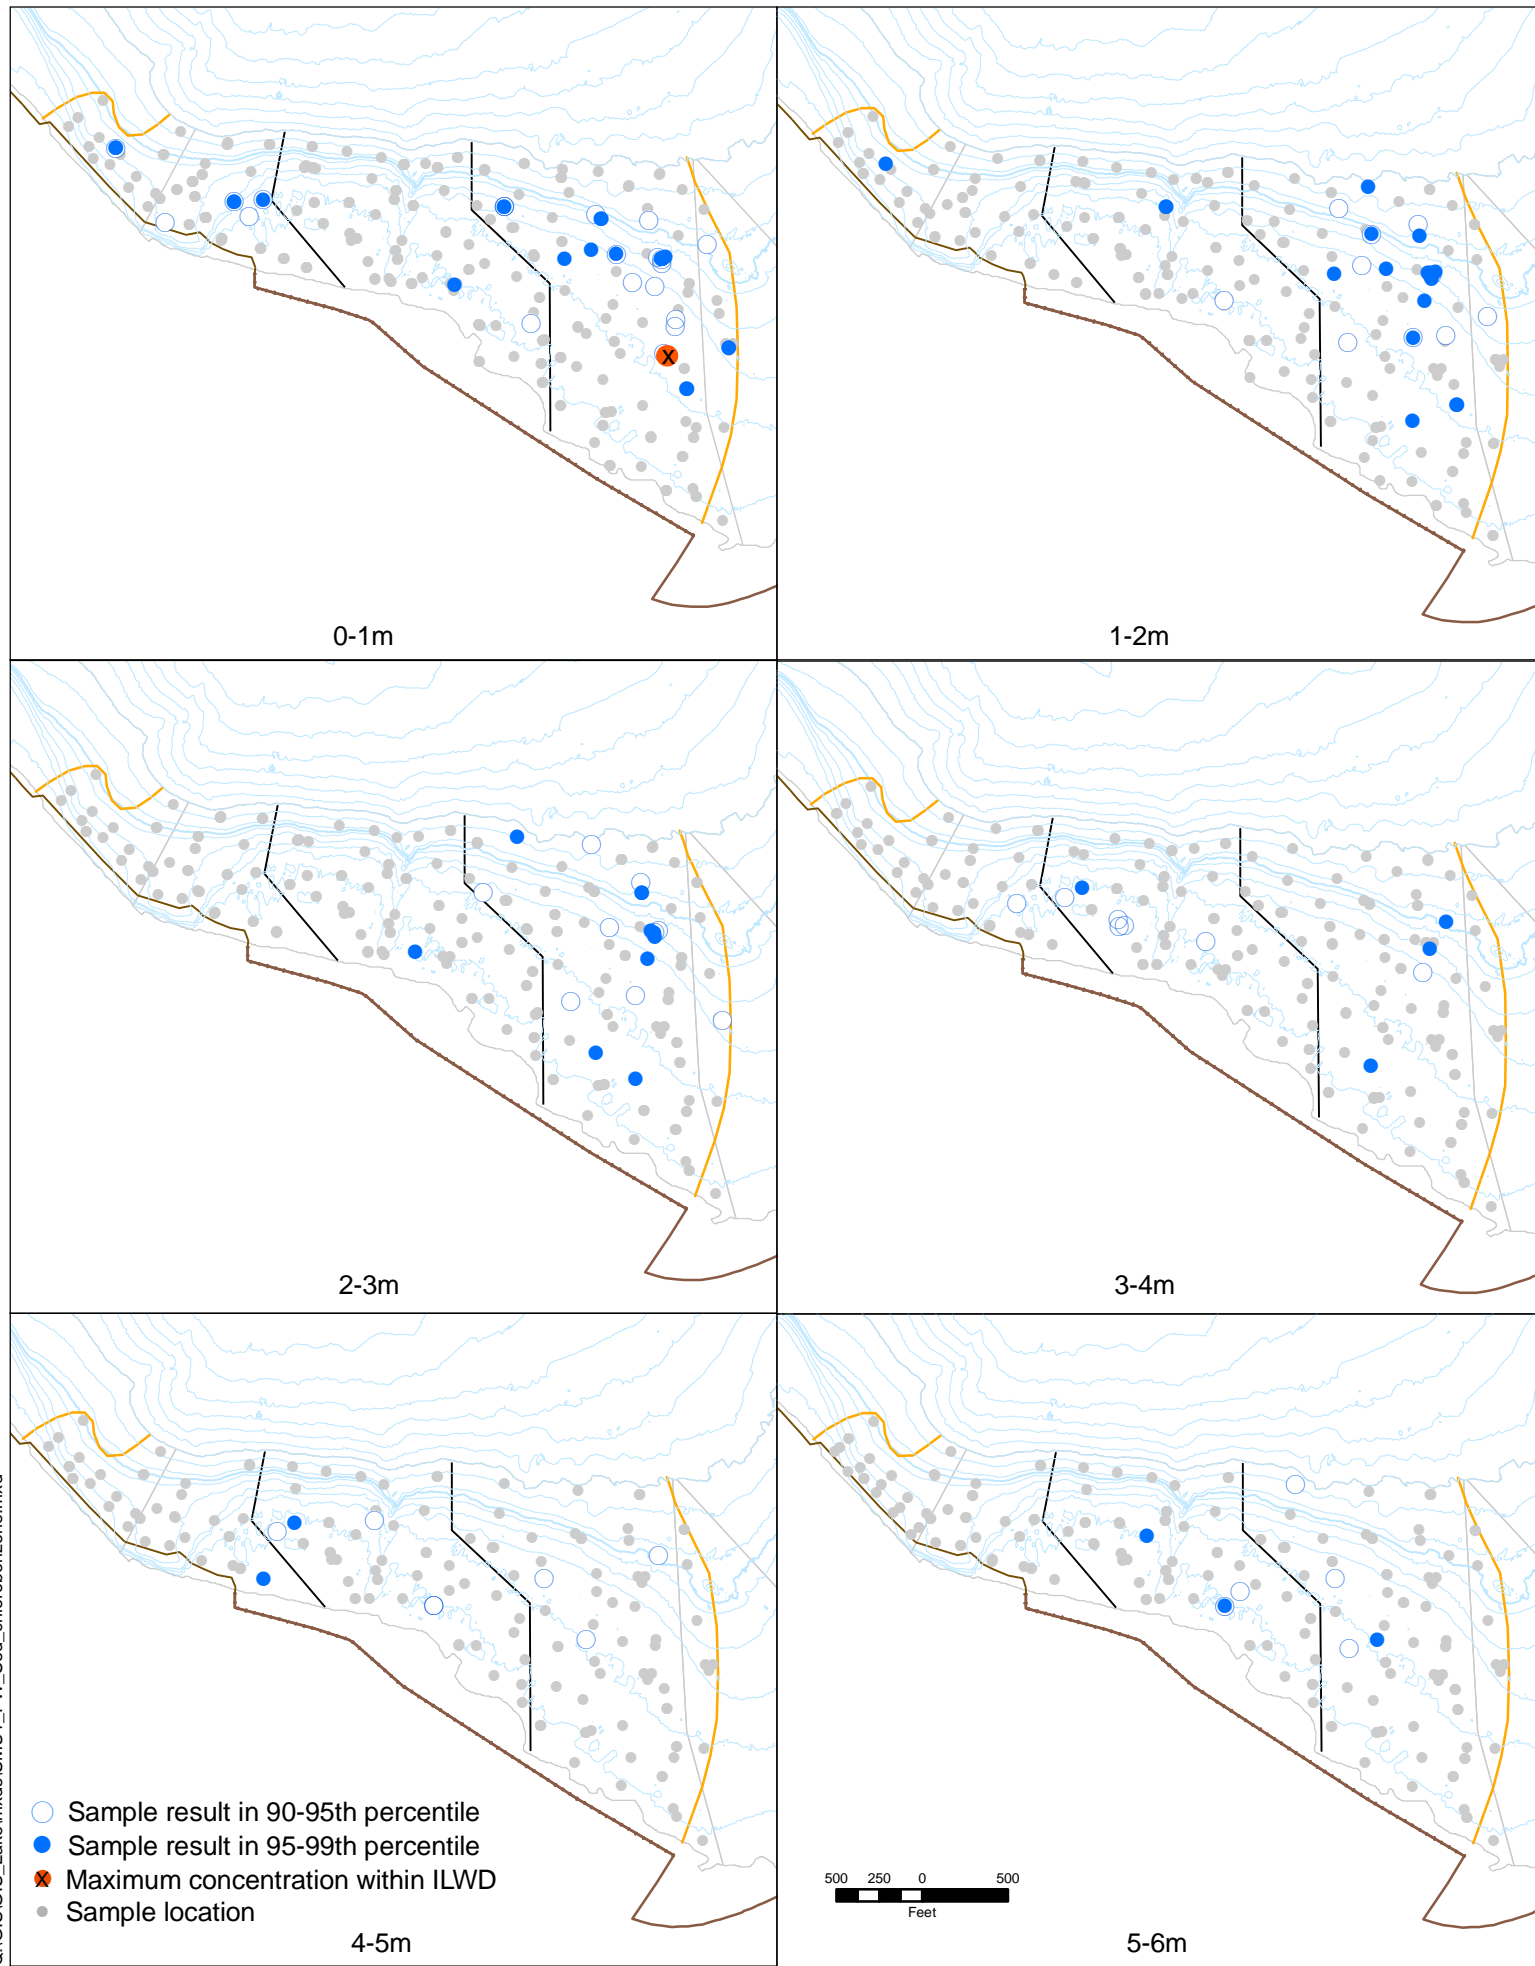 0-1m
1-2m
2-3m
3-4m
X
Sample result in 90-95th percentile
Sample result in 95-99th percentile
X Maximum concentration within ILWD
Sample location
4-5m
500 250 0 500
Feet
5-6m